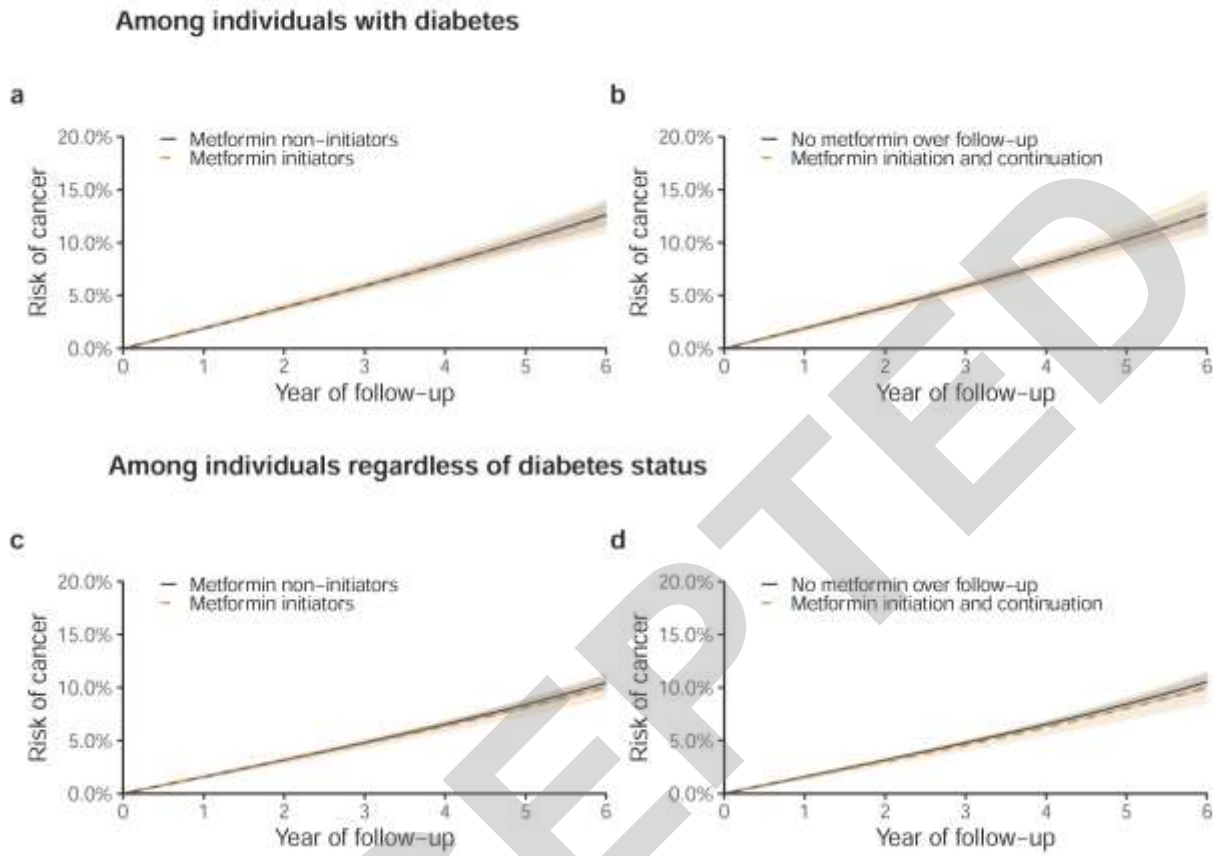 Among individuals with diabetes
a
20.0%
15.0%
10.0%
5.0%
0.0%
Risk of cancer
Metformin non-initiators
Metformin initiators
0 1 2 3 4 5 6
Year of follow-up
b
20.0%
15.0%
10.0%
5.0%
0.0%
Risk of cancer
No metformin over follow-up
Metformin initiation and continuation
0 1 2 3 4 5 6
Year of follow-up
Among individuals regardless of diabetes status
c
20.0%
15.0%
10.0%
5.0%
0.0%
Risk of cancer
Metformin non-initiators
Metformin initiators
0 1 2 3 4 5 6
Year of follow-up
d
20.0%
15.0%
10.0%
5.0%
0.0%
Risk of cancer
No metformin over follow-up
Metformin initiation and continuation
0 1 2 3 4 5 6
Year of follow-up
EPTED